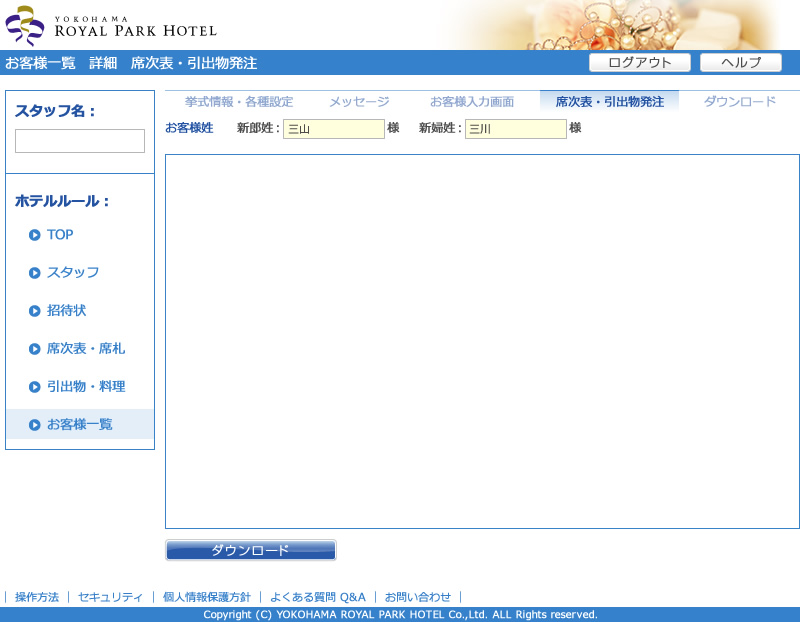 YOKOHAMA
ROYAL PARK HOTEL
お客様一覧 詳細 席次表・引出物発注
ログアウト
ヘルプ
スタッフ名：
ホテルルール：
TOP
スタッフ
招待状
席次表・席札
引出物・料理
お客様一覧
挙式情報・各種設定 メッセージ お客様入力画面 席次表・引出物発注 ダウンロード
お客様姓 新郎姓： 三山 様 新婦姓： 三川 様
ダウンロード
｜ 操作方法 ｜ セキュリティ ｜ 個人情報保護方針 ｜ よくある質問 Q&A ｜ お問い合わせ ｜
Copyright (C) YOKOHAMA ROYAL PARK HOTEL Co.,Ltd. ALL Rights reserved.